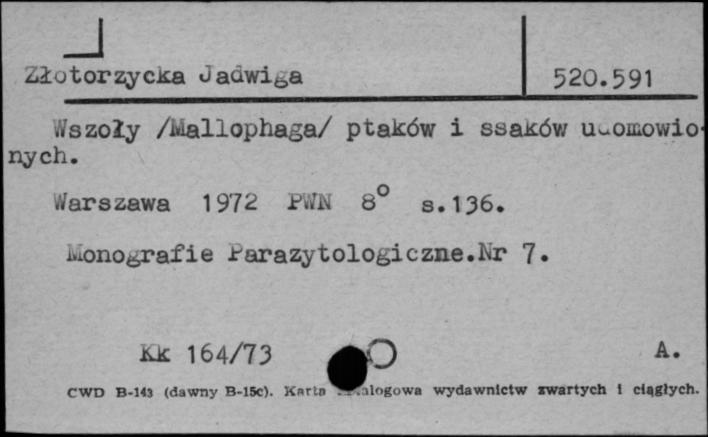 Złotorzycka Jadwiga
520.591
Wszoły /Mallophaga/ ptaków i ssaków udomowio-
nych.
Warszawa 1972 PWN 8° s.136.
Monografie Parazytologiczne.Nr 7.
Kk 164/73
A.
CWD B-143 (dawny B-15c). Karta wydawnictw zwartych i ciągłych.